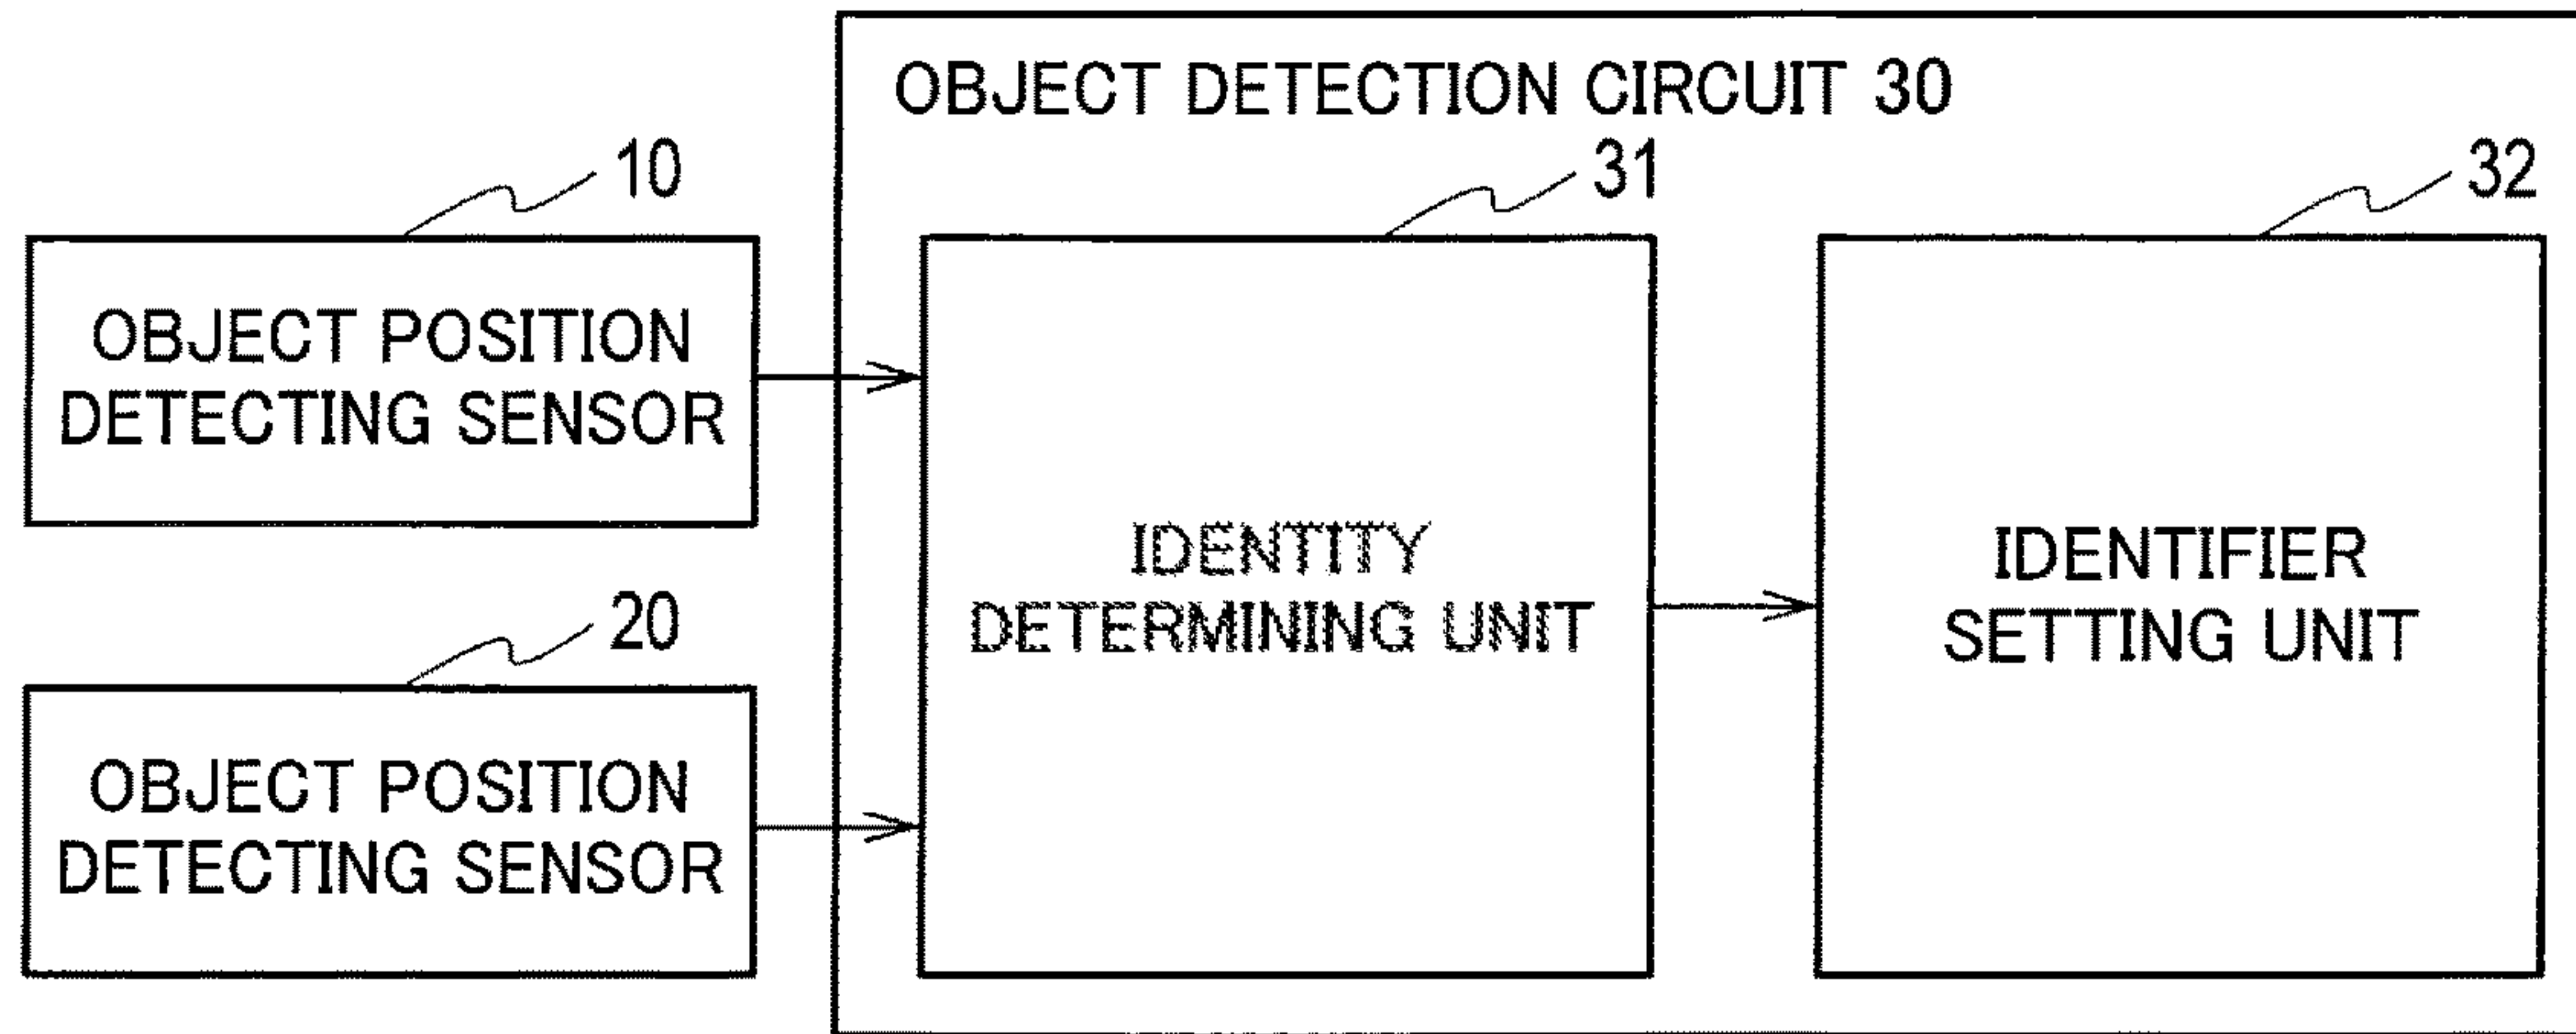 OBJECT DETECTION CIRCUIT 30
10
31
32
OBJECT POSITION
DETECTING SENSOR
IDENTITY
DETERMINING UNIT
IDENTIFIER
SETTING UNIT
20
OBJECT POSITION
DETECTING SENSOR